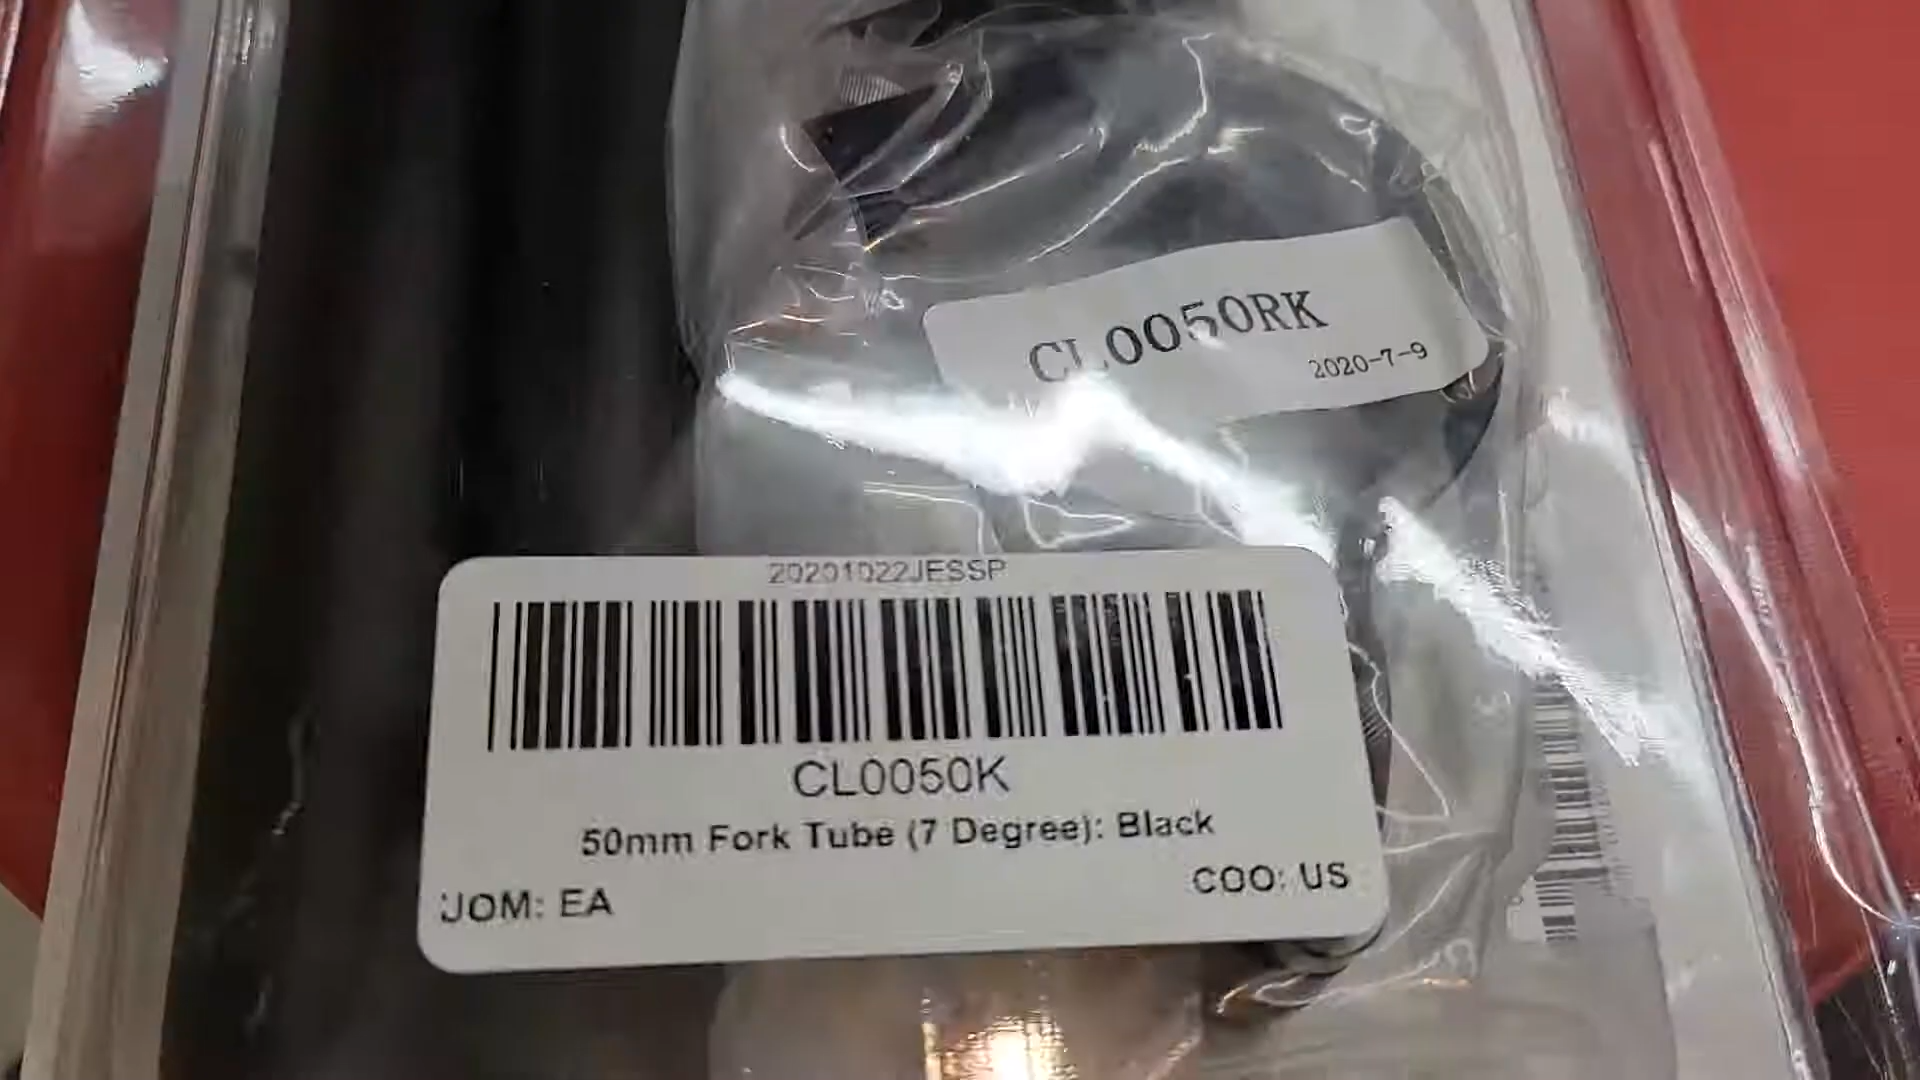 CL0050RK
2020-7-9
20201022JESSP
CL0050K
50mm Fork Tube (7 Degree): Black
UOM: EA
COO: US